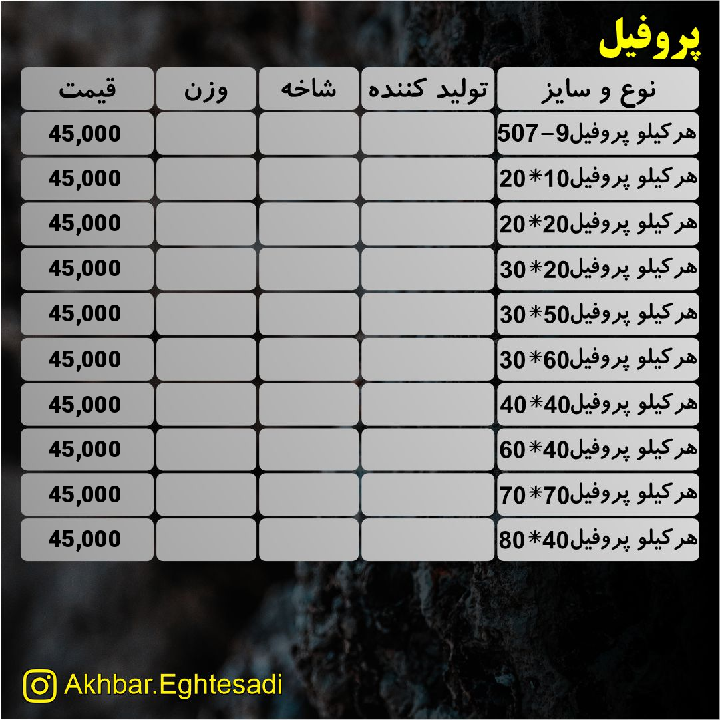 پروفیل
نوع و سایز تولید کننده شاخه وزن قیمت
هرکیلو پروفیل9-507 45,000
هرکیلو پروفیل10*20 45,000
هرکیلو پروفیل20*20 45,000
هرکیلو پروفیل20*30 45,000
هرکیلو پروفیل50*30 45,000
هرکیلو پروفیل60*30 45,000
هرکیلو پروفیل40*40 45,000
هرکیلو پروفیل40*60 45,000
هرکیلو پروفیل70*70 45,000
هرکیلو پروفیل40*80 45,000
Akhbar.Eghtesadi